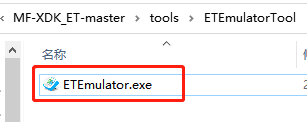 MF-XDK_ET-master › tools › ETEmulatorTool
名称
ETEmulator.exe